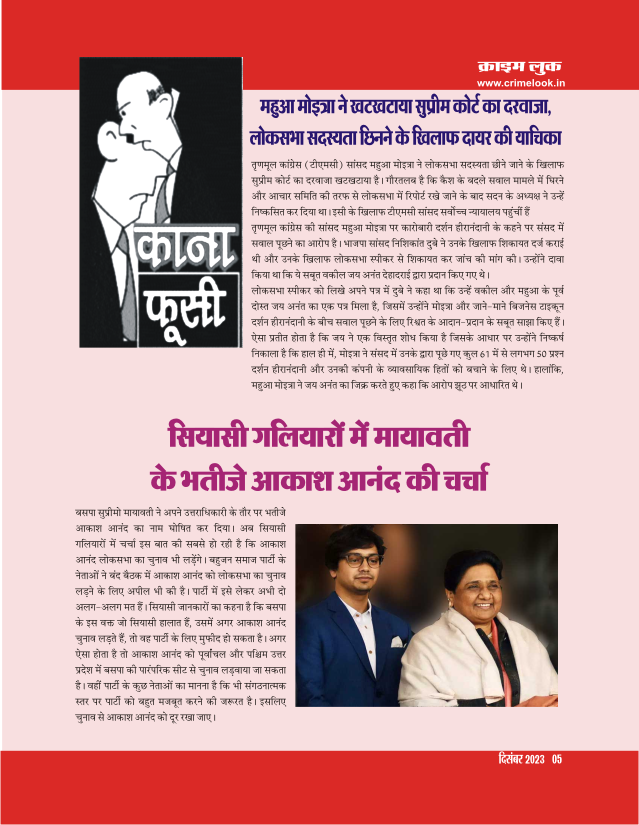 क्राइम लुक
www.crimelook.in
काना
फूसी
महुआ मोइत्रा ने खटखटाया सुप्रीम कोर्ट का दरवाजा,
लोकसभा सदस्यता छिनने के खिलाफ दायर की याचिका
तृणमूल कांग्रेस (टीएमसी) सांसद महुआ मोइत्रा ने लोकसभा सदस्यता छीने जाने के खिलाफ
सुप्रीम कोर्ट का दरवाजा खटखटाया है। गौरतलब है कि कैश के बदले सवाल मामले में घिरने
और आचार समिति की तरफ से लोकसभा में रिपोर्ट रखे जाने के बाद सदन के अध्यक्ष ने उन्हें
निष्कसित कर दिया था। इसी के खिलाफ टीएमसी सांसद सर्वोच्च न्यायालय पहुंचीं हैं
तृणमूल कांग्रेस की सांसद महुआ मोइत्रा पर कारोबारी दर्शन हीरानंदीनी के कहने पर संसद में
सवाल पूछने का आरोप है। भाजपा सांसद निशिकांत दुबे ने उनके खिलाफ शिकायत दर्ज कराई
थी और उनके खिलाफ लोकसभा स्पीकर से शिकायत कर जांच की मांग की। उन्होंने दावा
किया था कि ये सबूत वकील जय अनंत देहादराई द्वारा प्रदान किए गए थे।
लोकसभा स्पीकर को लिखे अपने पत्र में दुबे ने कहा था कि उन्हें वकील और महुआ के पूर्व
दोस्त जय अनंत का एक पत्र मिला है, जिसमें उन्होंने मोइत्रा और जाने-माने बिजनेस टाइकून
दर्शन हीरानंदानी के बीच सवाल पूछने के लिए रिश्वत के आदान-प्रदान के सबूत साझा किए हैं।
ऐसा प्रतीत होता है कि जय ने एक विस्तृत शोध किया है जिसके आधार पर उन्होंने निष्कर्ष
निकाला है कि हाल ही में, मोइत्रा ने संसद में उनके द्वारा पूछे गए कुल 61 में से लगभग 50 प्रश्न
दर्शन हीरानंदानी और उनकी कंपनी के व्यावसायिक हितों को बचाने के लिए थे। हालांकि,
महुआ मोइत्रा ने जय अनंत का जिक्र करते हुए कहा कि आरोप झूठ पर आधारित थे।
सियासी गलियारों में मायावती
के भतीजे आकाश आनंद की चर्चा
बसपा सुप्रीमो मायावती ने अपने उत्तराधिकारी के तौर पर भतीजे
आकाश आनंद का नाम घोषित कर दिया। अब सियासी
गलियारों में चर्चा इस बात की सबसे हो रही है कि आकाश
आनंद लोकसभा का चुनाव भी लड़ेंगे। बहुजन समाज पार्टी के
नेताओं ने बंद बैठक में आकाश आनंद को लोकसभा का चुनाव
लड़ने के लिए अपील भी की है। पार्टी में इसे लेकर अभी दो
अलग-अलग मत हैं। सियासी जानकारों का कहना है कि बसपा
के इस वक्त जो सियासी हालात हैं, उसमें अगर आकाश आनंद
चुनाव लड़ते हैं, तो वह पार्टी के लिए मुफीद हो सकता है। अगर
ऐसा होता है तो आकाश आनंद को पूर्वांचल और पश्चिम उत्तर
प्रदेश में बसपा की पारंपरिक सीट से चुनाव लड़वाया जा सकता
है। वहीं पार्टी के कुछ नेताओं का मानना है कि भी संगठनात्मक
स्तर पर पार्टी को बहुत मजबूत करने की जरूरत है। इसलिए
चुनाव से आकाश आनंद को दूर रखा जाए।
दिसंबर 2023 05